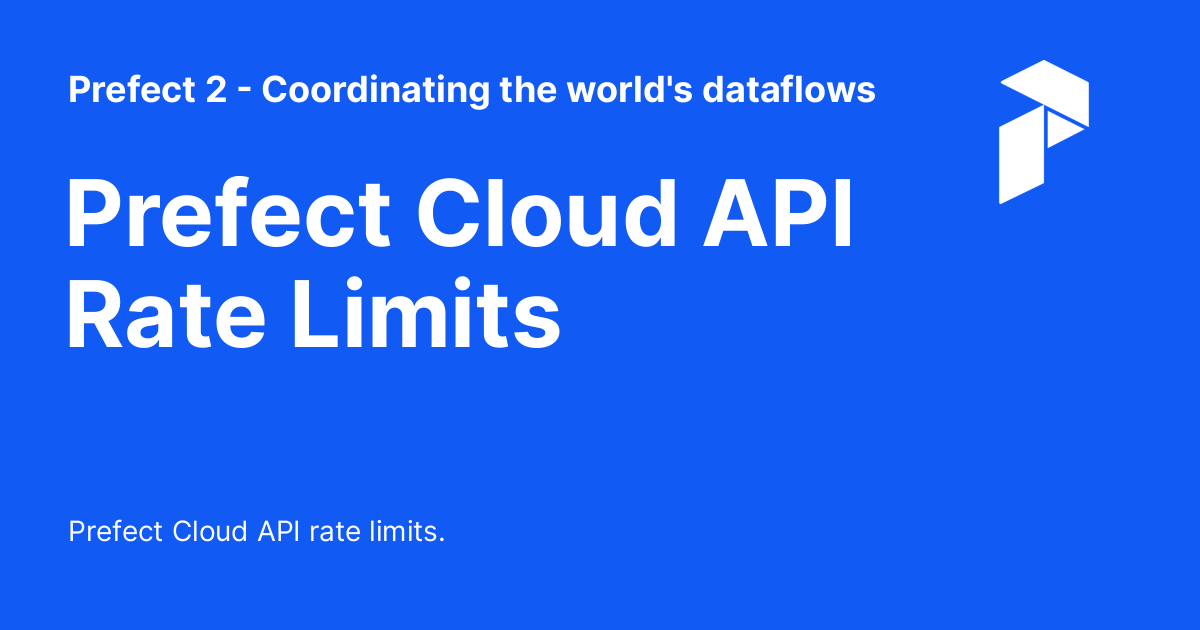 Prefect 2 - Coordinating the world's dataflows
Prefect Cloud API
Rate Limits
Prefect Cloud API rate limits.